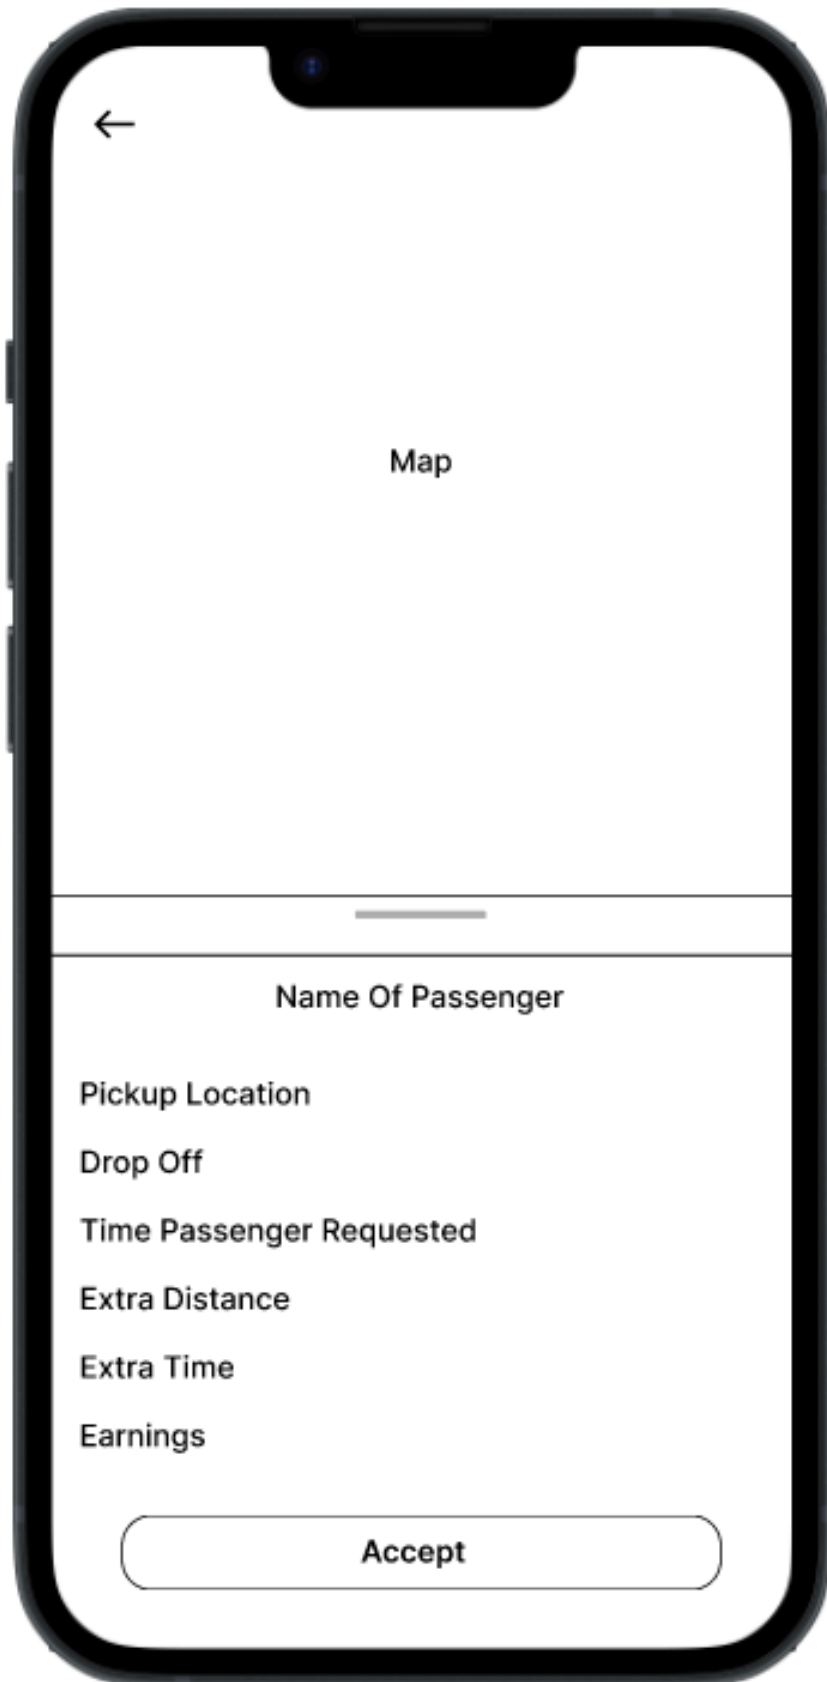 Map
Name Of Passenger
Pickup Location
Drop Off
Time Passenger Requested
Extra Distance
Extra Time
Earnings
Accept